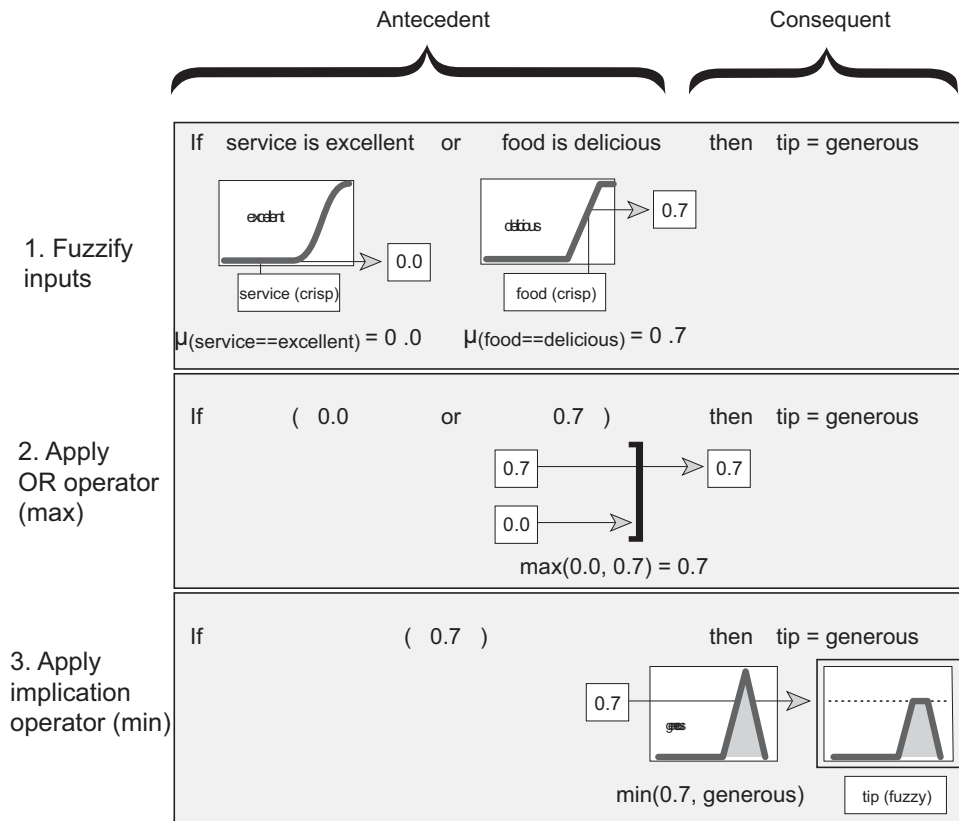 Antecedent
Consequent
If service is excellent or food is delicious then tip = generous
excellent
delicious
0.7
0.0
1. Fuzzify
inputs
service (crisp)
food (crisp)
μ(service==excellent) = 0 .0
μ(food==delicious) = 0 .7
If ( 0.0 or 0.7 ) then tip = generous
2. Apply
OR operator
(max)
0.7
0.7
0.0
max(0.0, 0.7) = 0.7
If ( 0.7 ) then tip = generous
3. Apply
implication
operator (min)
0.7
min(0.7, generous)
tip (fuzzy)